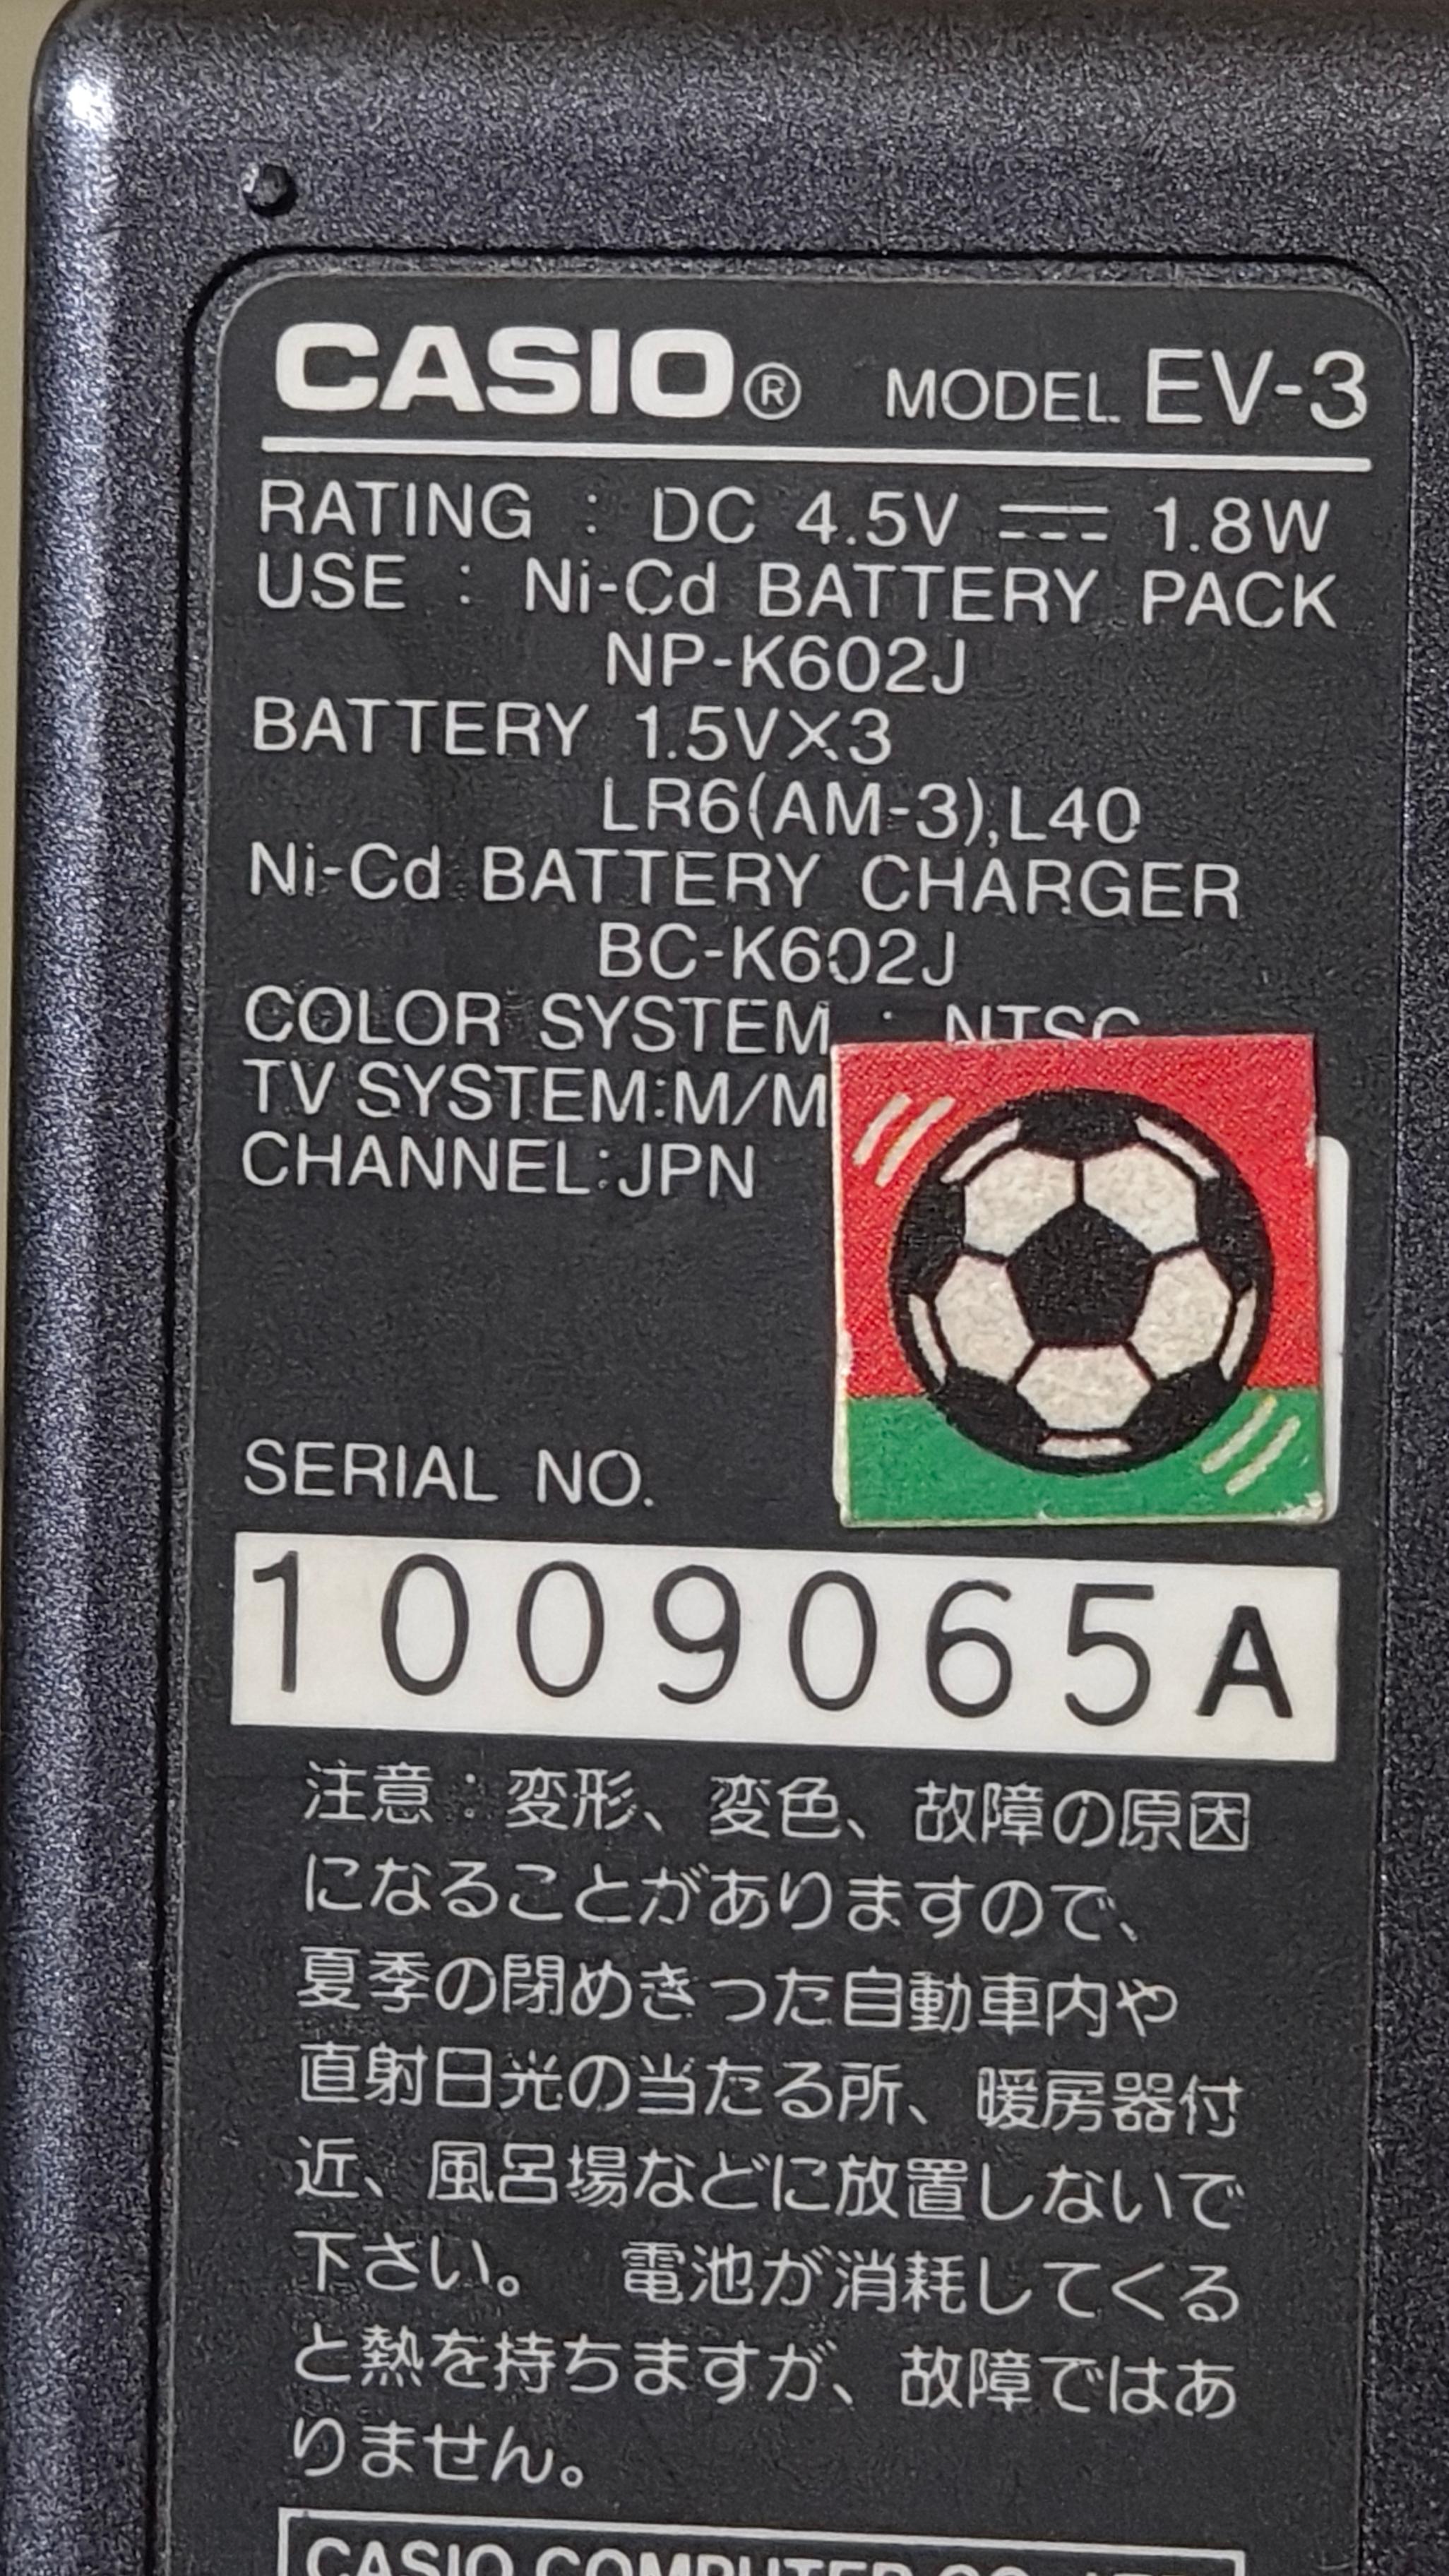 CASIO® MODEL EV-3
RATING : DC 4.5V ⎓ 1.8W
USE : Ni-Cd BATTERY PACK
NP-K602J
BATTERY 1.5V×3
LR6(AM-3),L40
Ni-Cd BATTERY CHARGER
BC-K602J
COLOR SYSTEM : NTSC
TV SYSTEM:M/M
CHANNEL:JPN
SERIAL NO.
1009065A
注意:変形、変色、故障の原因
になることがありますので、
夏季の閉めきった自動車内や
直射日光の当たる所、暖房器付
近、風呂場などに放置しないで
下さい。 電池が消耗してくる
と熱を持ちますが、故障ではあ
りません。
CASIO COMPUTER CO.,LTD.